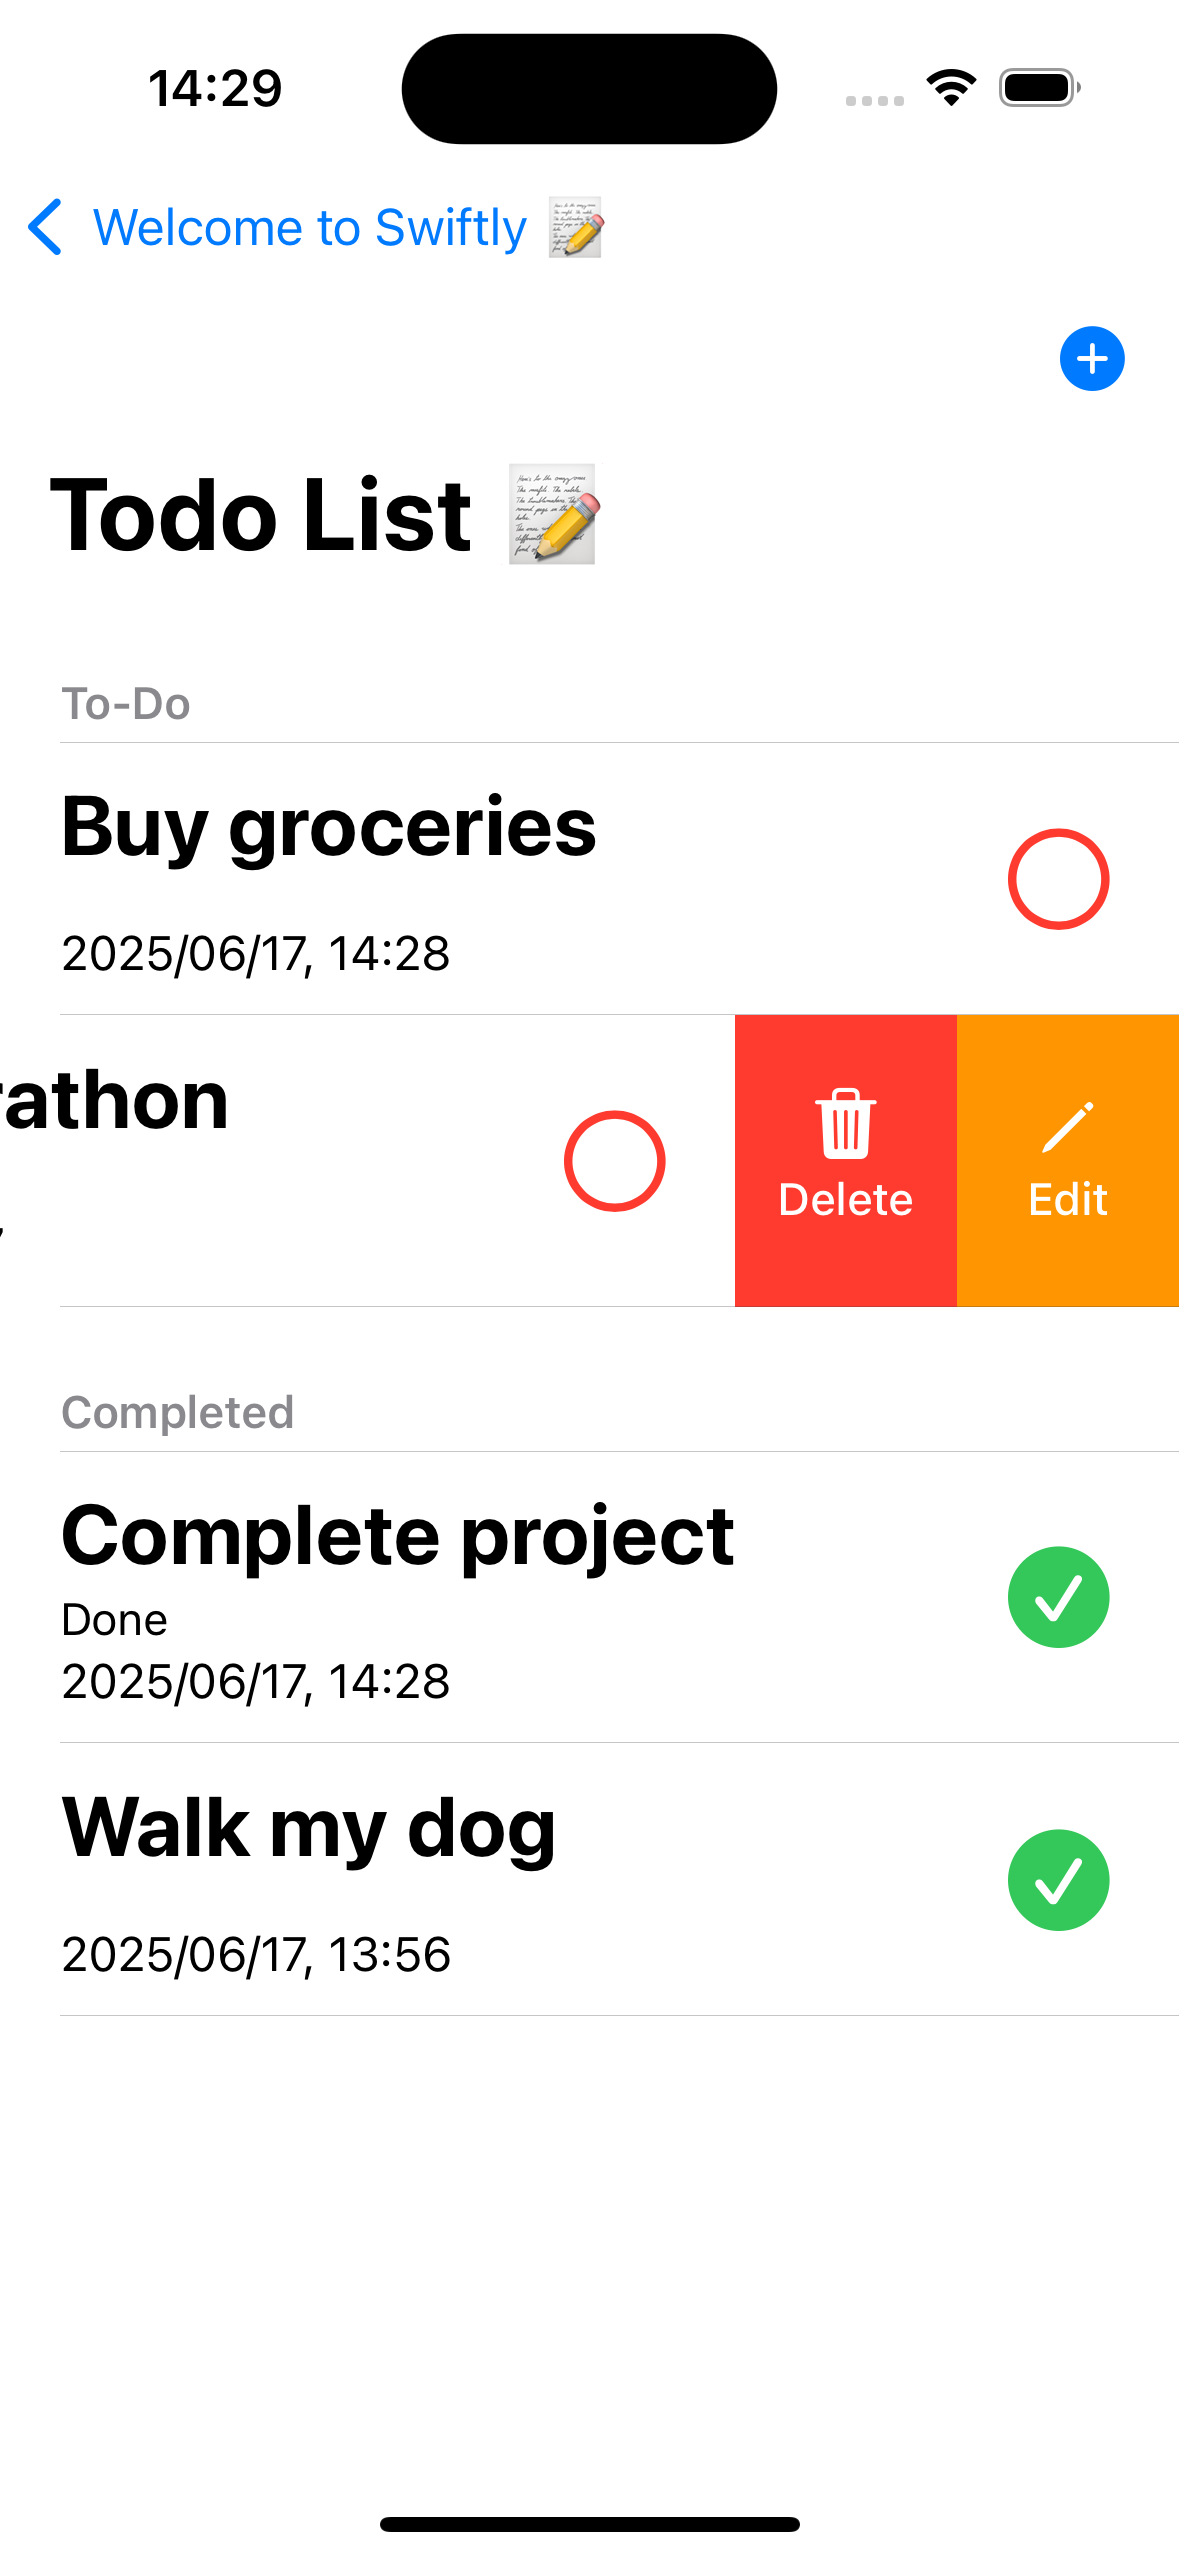 14:29
Welcome to Swiftly
Todo List
To-Do
Buy groceries
2025/06/17, 14:28
athon
Delete
Edit
Completed
Complete project
Done
2025/06/17, 14:28
Walk my dog
2025/06/17, 13:56